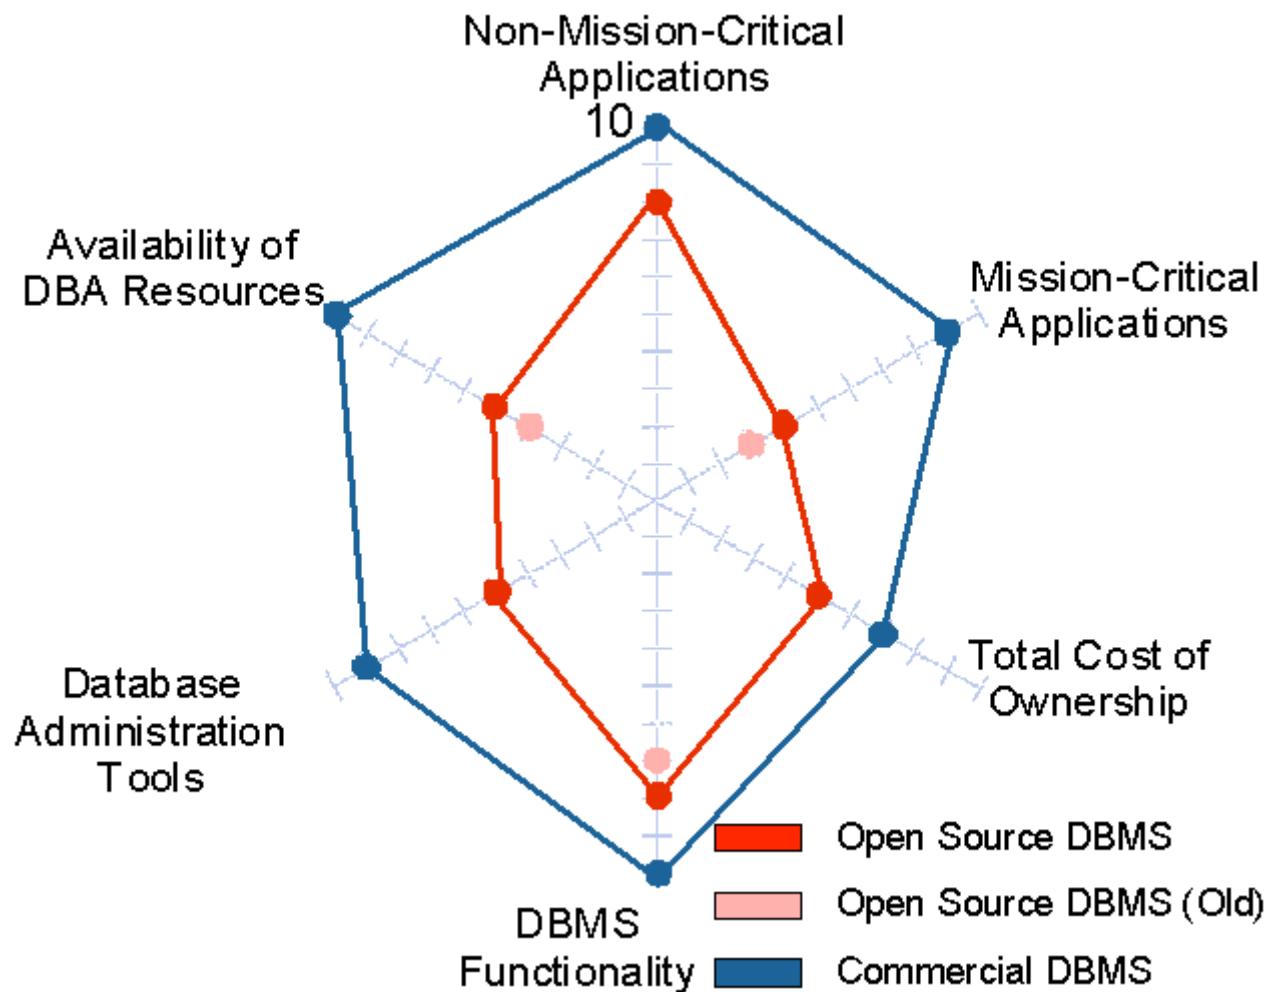 Non-Mission-Critical
Applications
10
Availability of
DBA Resources
Mission-Critical
Applications
Total Cost of
Ownership
Database
Administration
Tools
DBMS
Functionality
Open Source DBMS
Open Source DBMS (Old)
Commercial DBMS